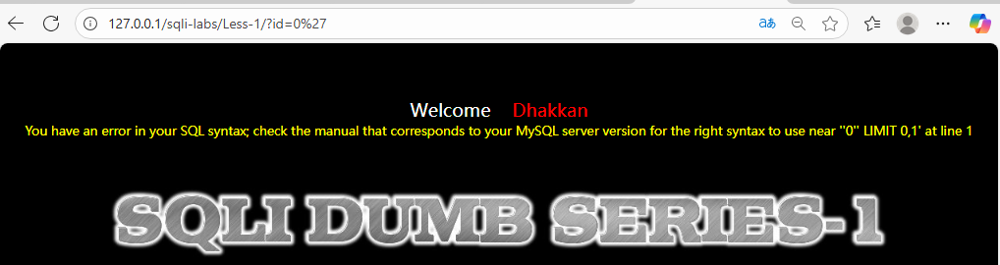 127.0.0.1/sqli-labs/Less-1/?id=0%27
Welcome Dhakkan
You have an error in your SQL syntax; check the manual that corresponds to your MySQL server version for the right syntax to use near ''0'' LIMIT 0,1' at line 1
SQLI DUMB SERIES-1